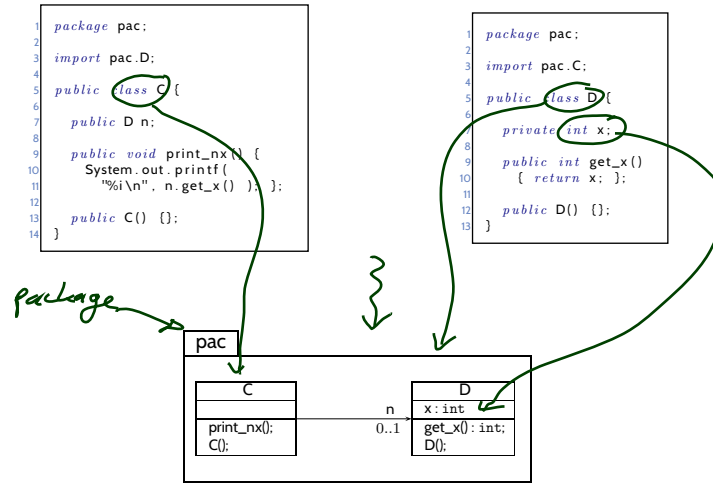 1 package pac;
2
3 import pac.D;
4
5 public class C {
6
7 public D n;
8
9 public void print_nx() {
10 System.out.printf(
11 "%i\n", n.get_x() ); };
12
13 public C() {};
14 }
1 package pac;
2
3 import pac.C;
4
5 public class D {
6
7 private int x;
8
9 public int get_x()
10 { return x; };
11
12 public D() {};
13 }
package
pac
C
print_nx();
C();
n
0..1
D
x : int
get_x() : int;
D();